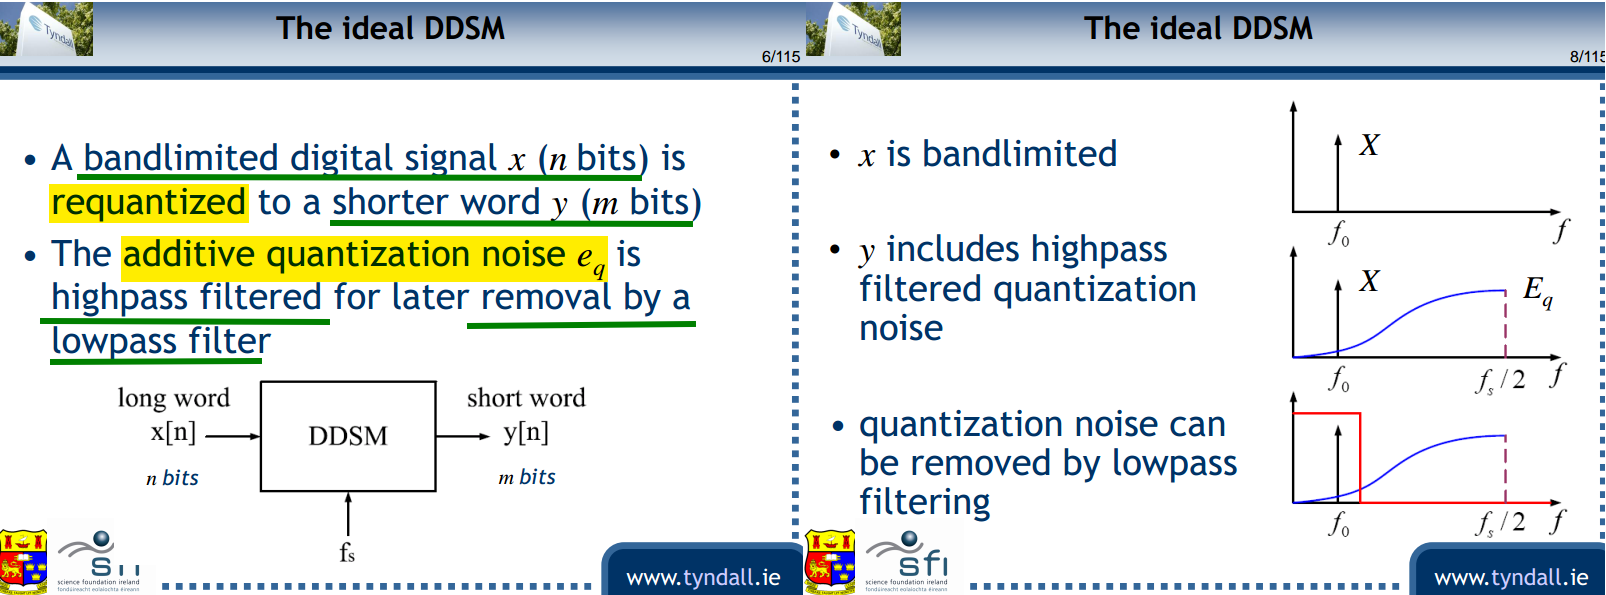 Tyndall
The ideal DDSM
6/115
• A bandlimited digital signal x (n bits) is
requantized to a shorter word y (m bits)
• The additive quantization noise e_q is
highpass filtered for later removal by a
lowpass filter
long word
x[n]
n bits
DDSM
short word
y[n]
m bits
f_s
science foundation ireland
fondúireacht eolaíochta éireann
www.tyndall.ie
Tyndall
The ideal DDSM
8/115
• x is bandlimited
X
f_0
f
• y includes highpass
filtered quantization
noise
X
E_q
f_0
f_s / 2
f
• quantization noise can
be removed by lowpass
filtering
f_0
f_s / 2
f
sfi
science foundation ireland
fondúireacht eolaíochta éireann
www.tyndall.ie